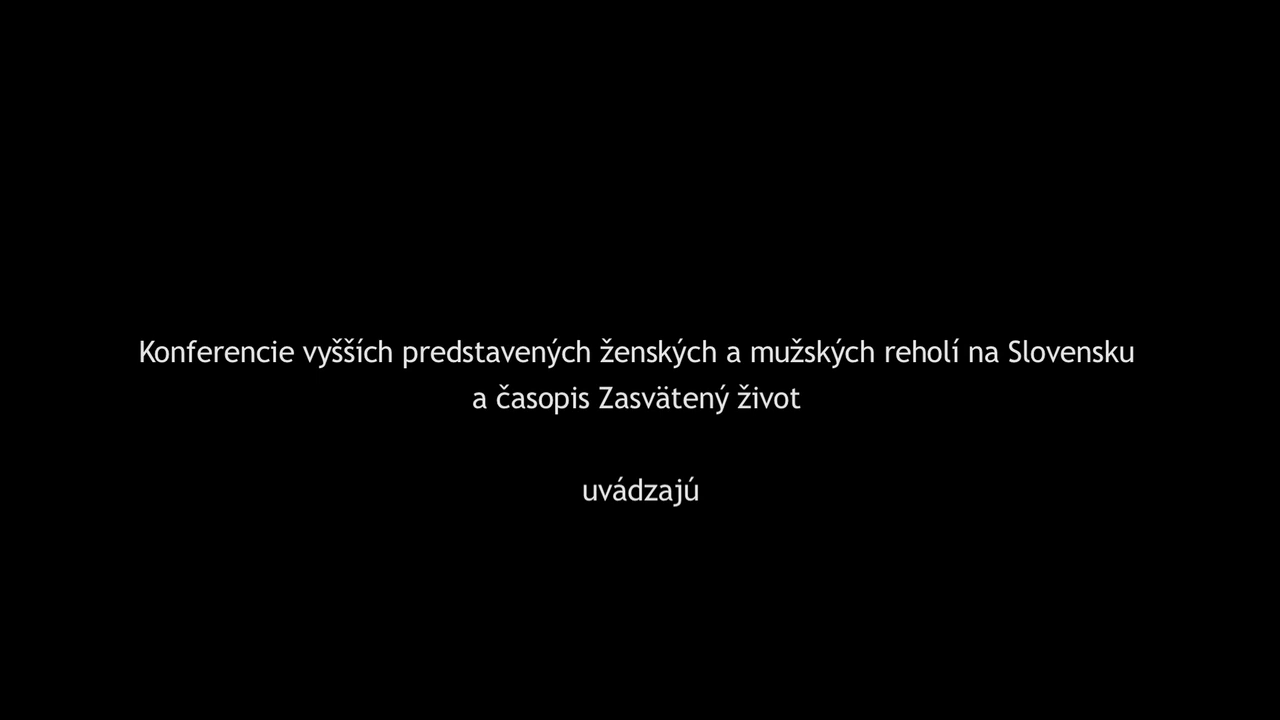 Konferencie vyšších predstavených ženských a mužských reholí na Slovensku
a časopis Zasvätený život
uvádzajú